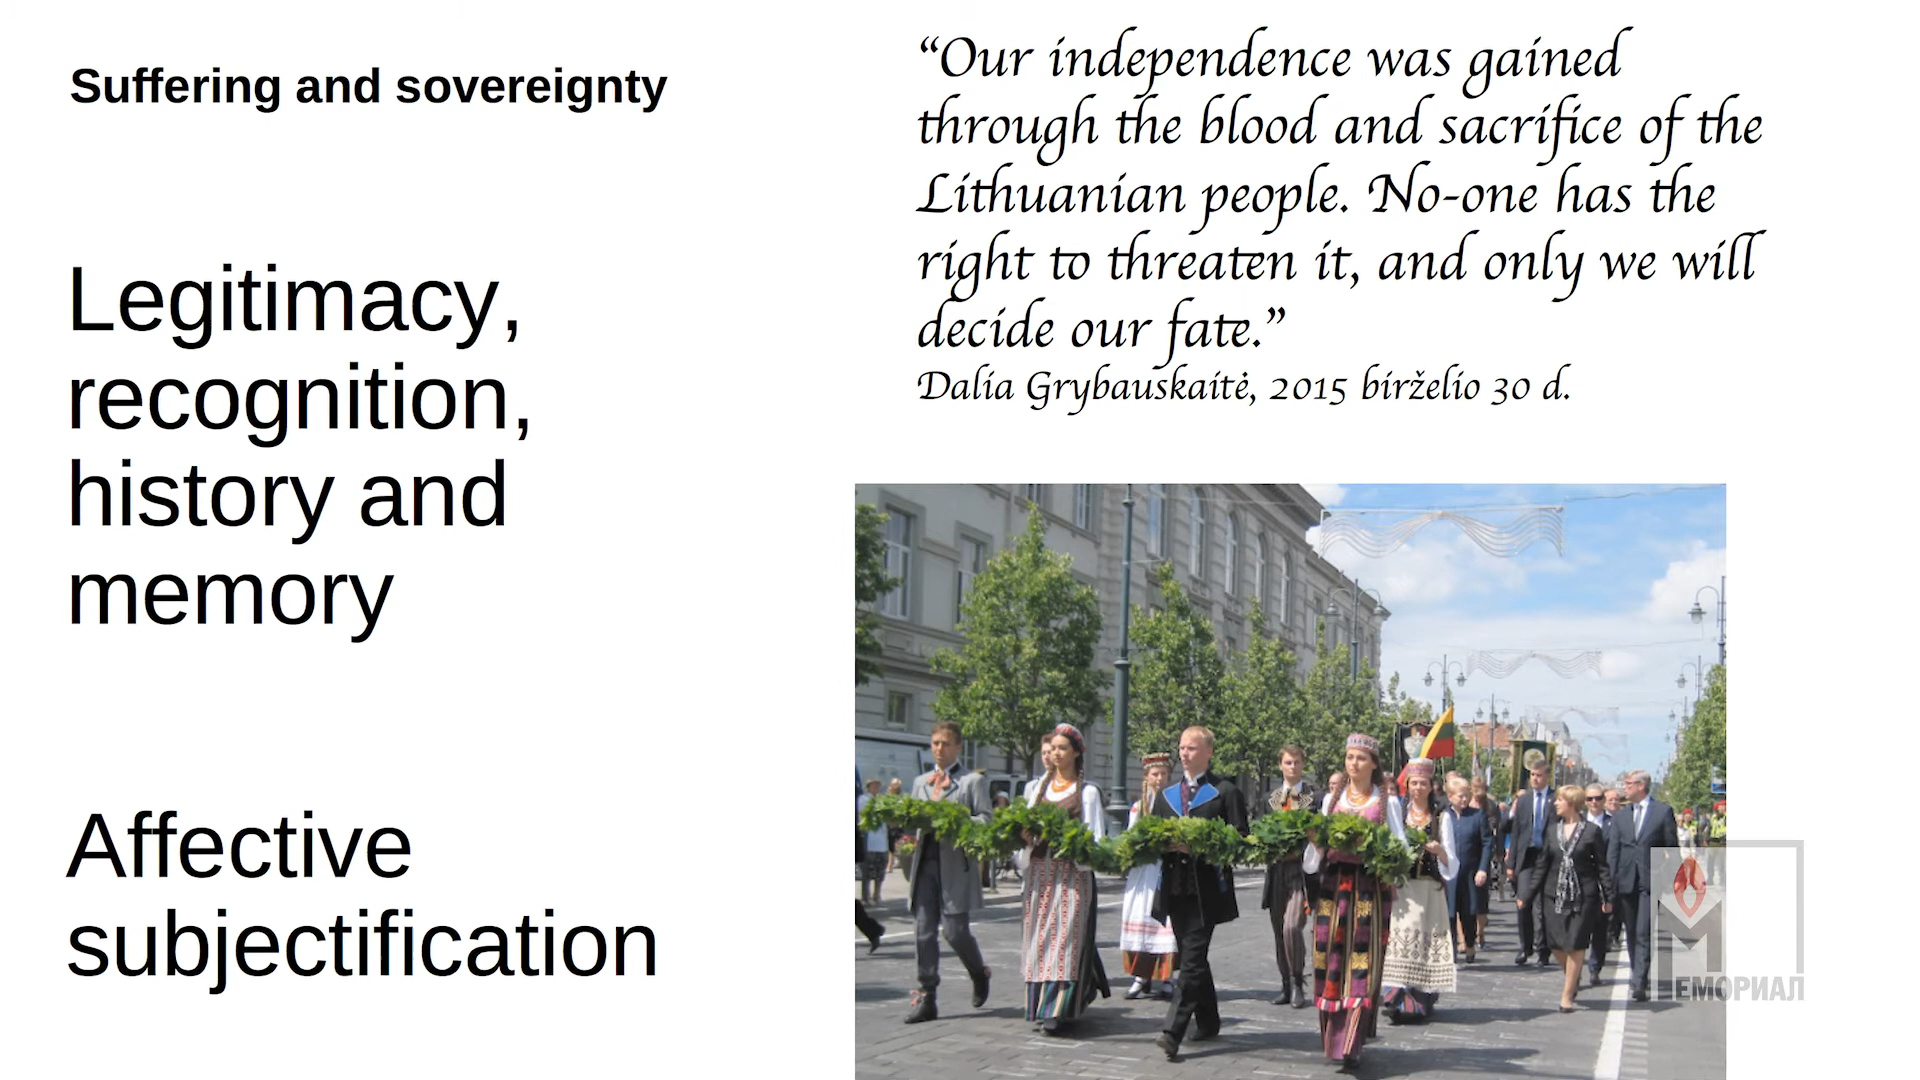 Suffering and sovereignty
Legitimacy,
recognition,
history and
memory
Affective
subjectification
“Our independence was gained
through the blood and sacrifice of the
Lithuanian people. No-one has the
right to threaten it, and only we will
decide our fate.”
Dalia Grybauskaitė, 2015 birželio 30 d.
МЕМОРИАЛ